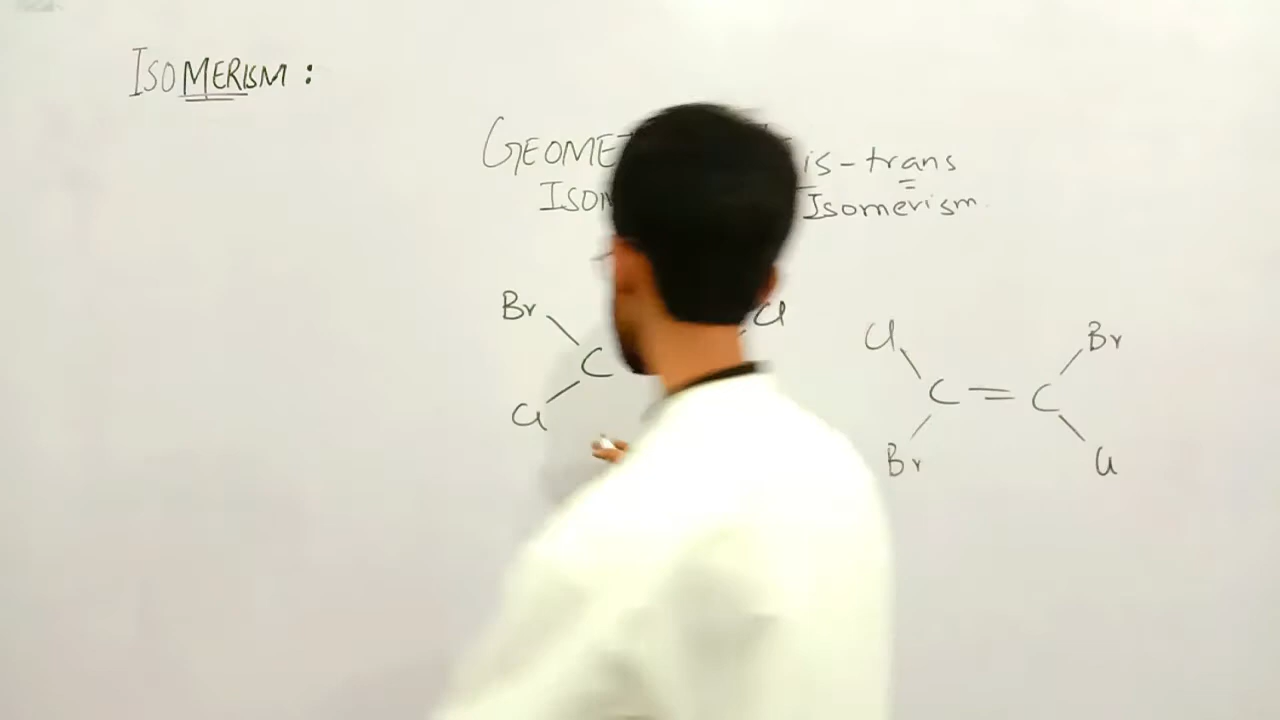 ISOMERISM :
GEOME is-trans
ISOM Isomerism.
Br Cl Cl Br
C C = C
Cl Br Cl